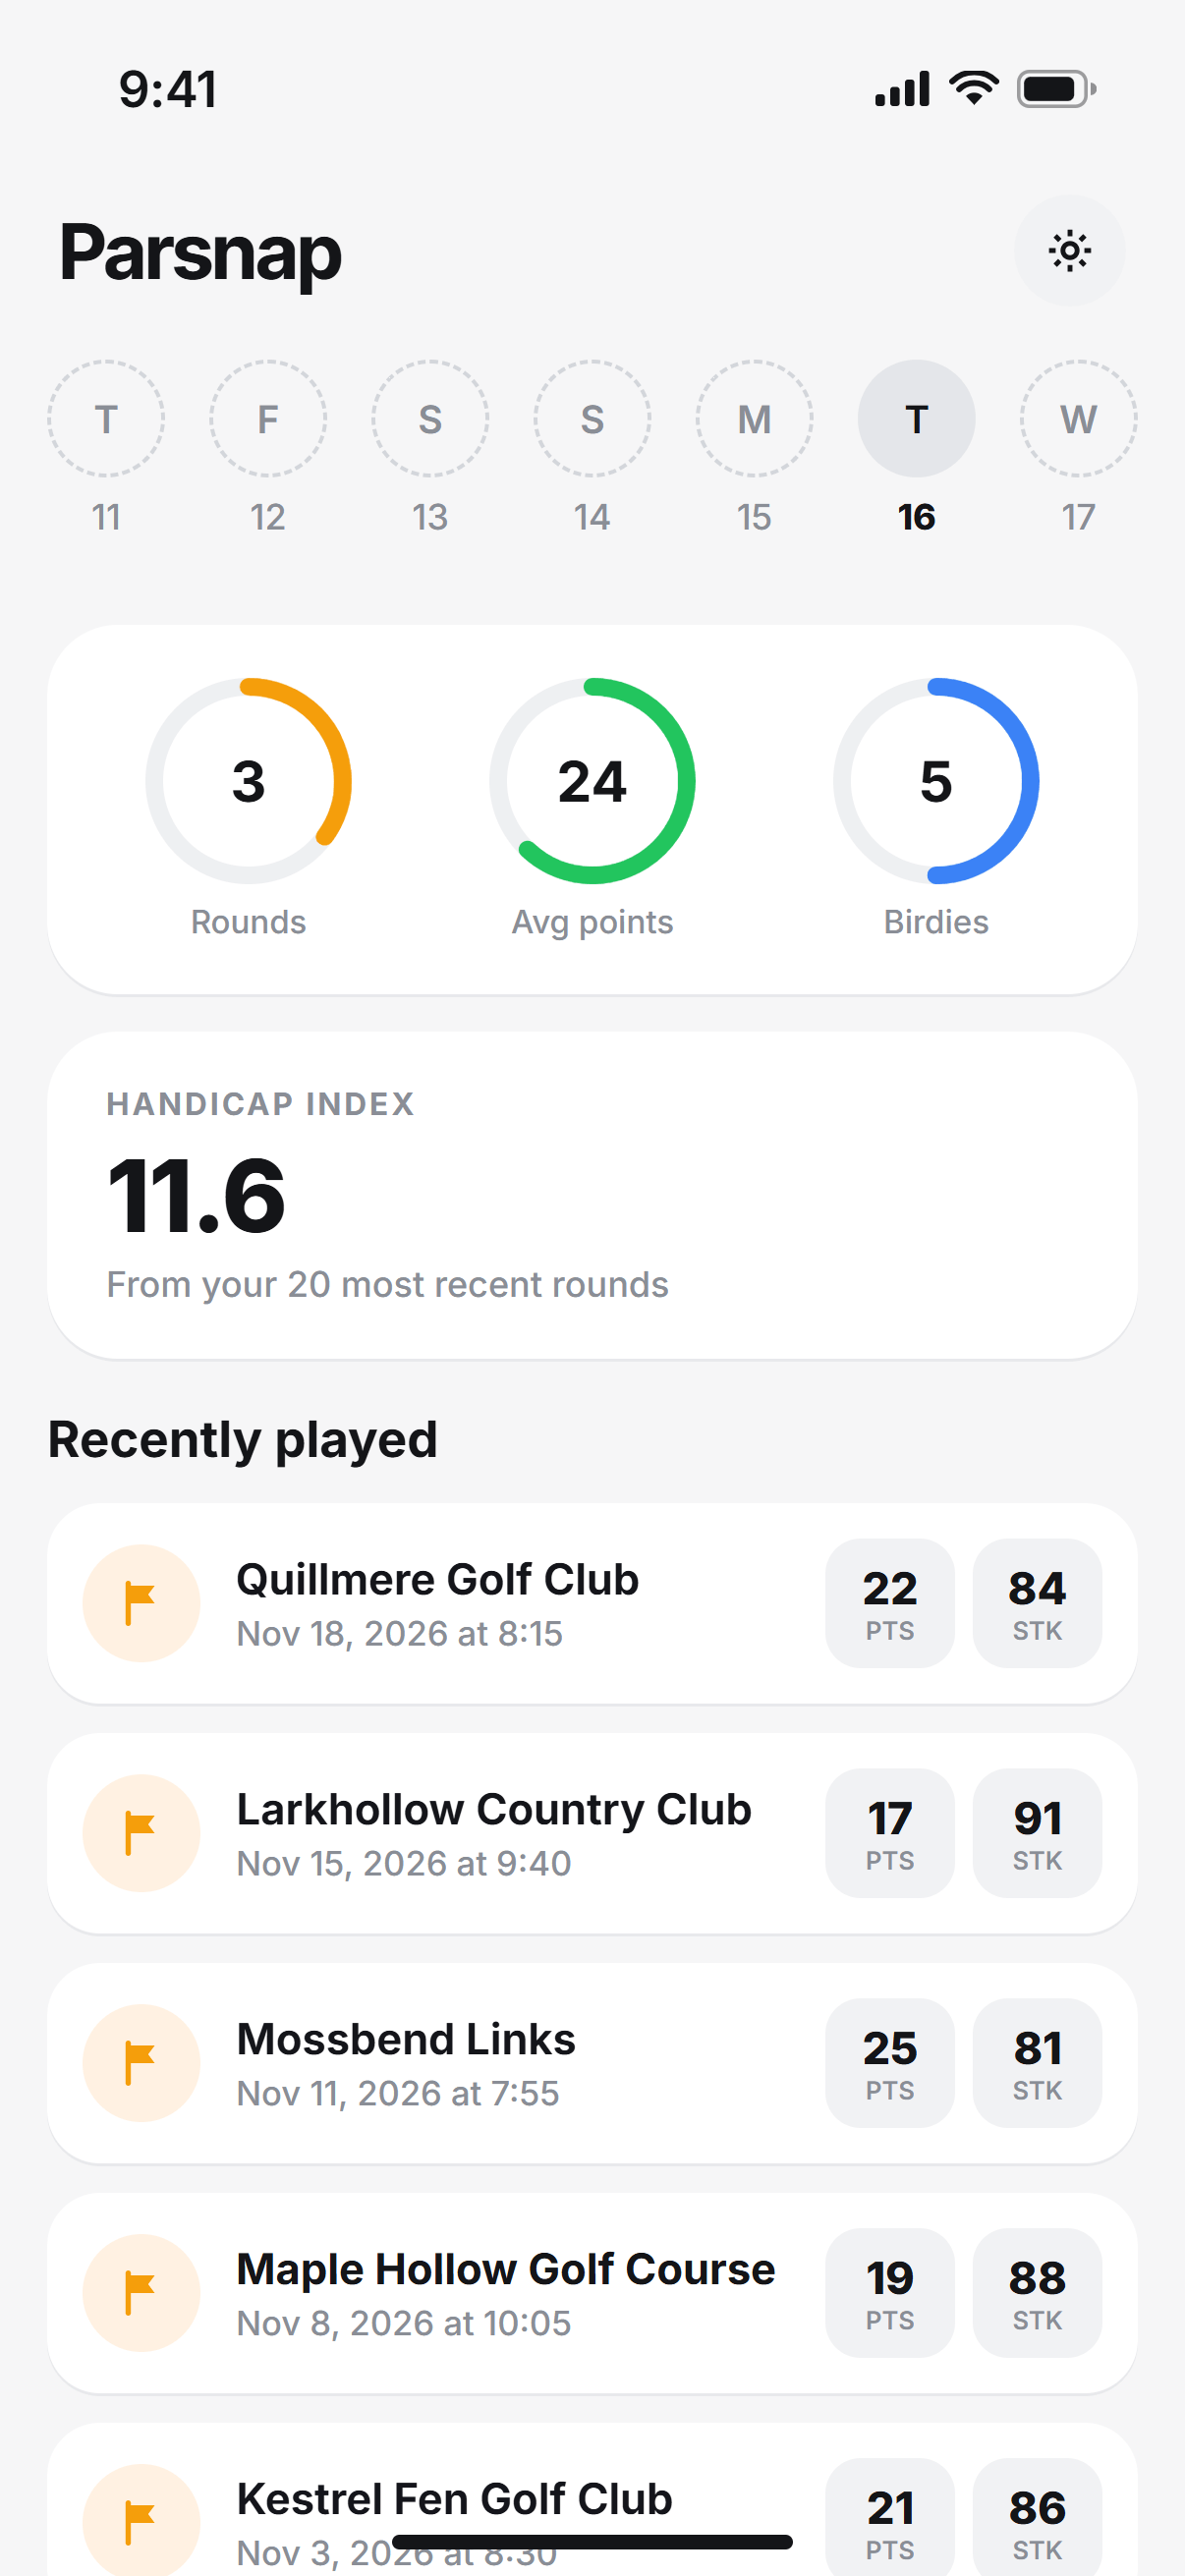 9:41
Parsnap
T F S S M T W
11 12 13 14 15 16 17
3 24 5
Rounds Avg points Birdies
HANDICAP INDEX
11.6
From your 20 most recent rounds
Recently played
Quillmere Golf Club
Nov 18, 2026 at 8:15
22 PTS
84 STK
Larkhollow Country Club
Nov 15, 2026 at 9:40
17 PTS
91 STK
Mossbend Links
Nov 11, 2026 at 7:55
25 PTS
81 STK
Maple Hollow Golf Course
Nov 8, 2026 at 10:05
19 PTS
88 STK
Kestrel Fen Golf Club
Nov 3, 2026 at 8:30
21 PTS
86 STK